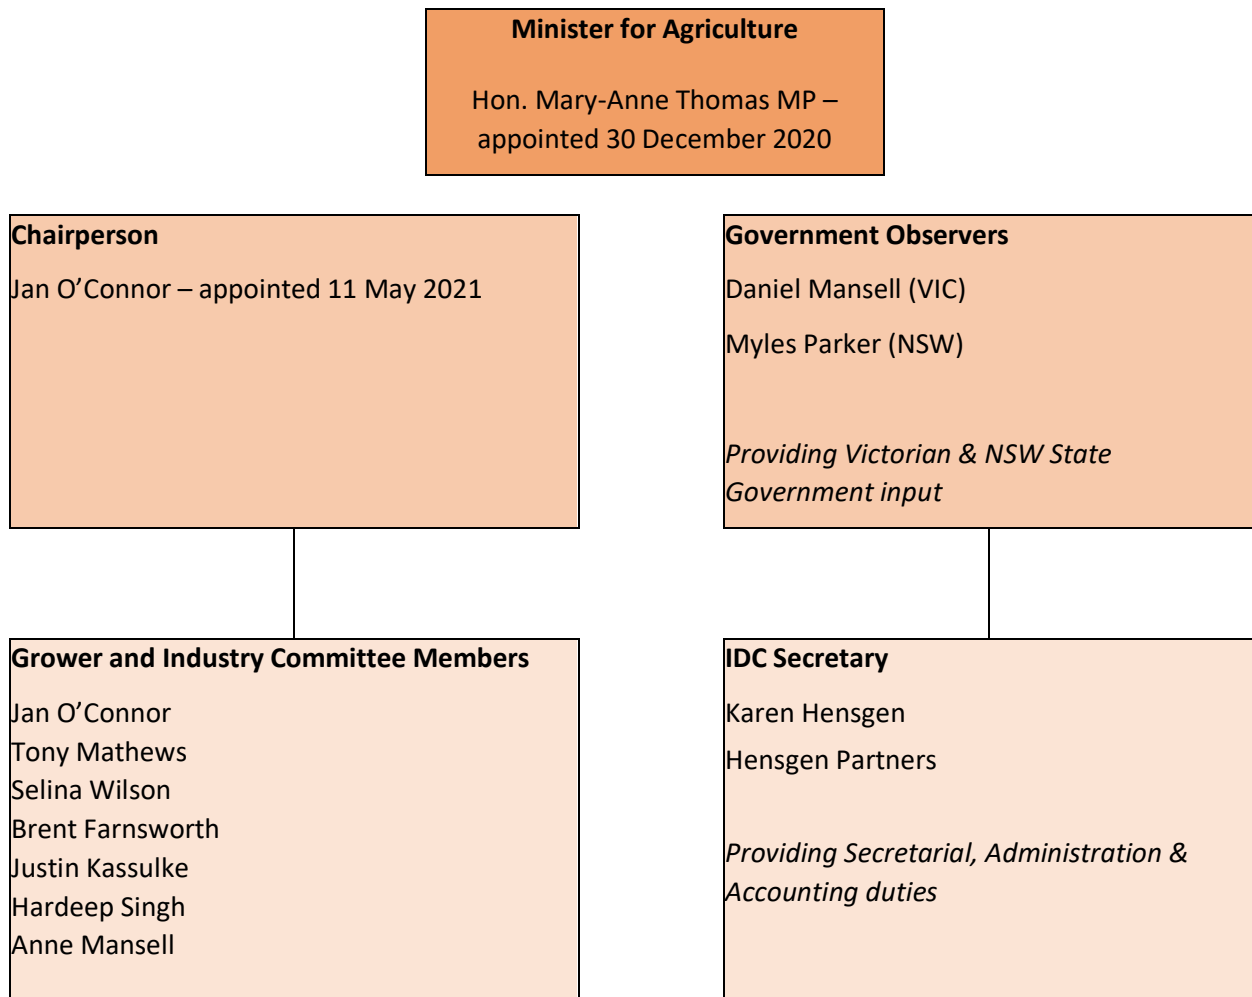 Minister for Agriculture
Hon. Mary-Anne Thomas MP –
appointed 30 December 2020
Chairperson
Jan O’Connor – appointed 11 May 2021
Government Observers
Daniel Mansell (VIC)
Myles Parker (NSW)
Providing Victorian & NSW State
Government input
Grower and Industry Committee Members
Jan O’Connor
Tony Mathews
Selina Wilson
Brent Farnsworth
Justin Kassulke
Hardeep Singh
Anne Mansell
IDC Secretary
Karen Hensgen
Hensgen Partners
Providing Secretarial, Administration &
Accounting duties